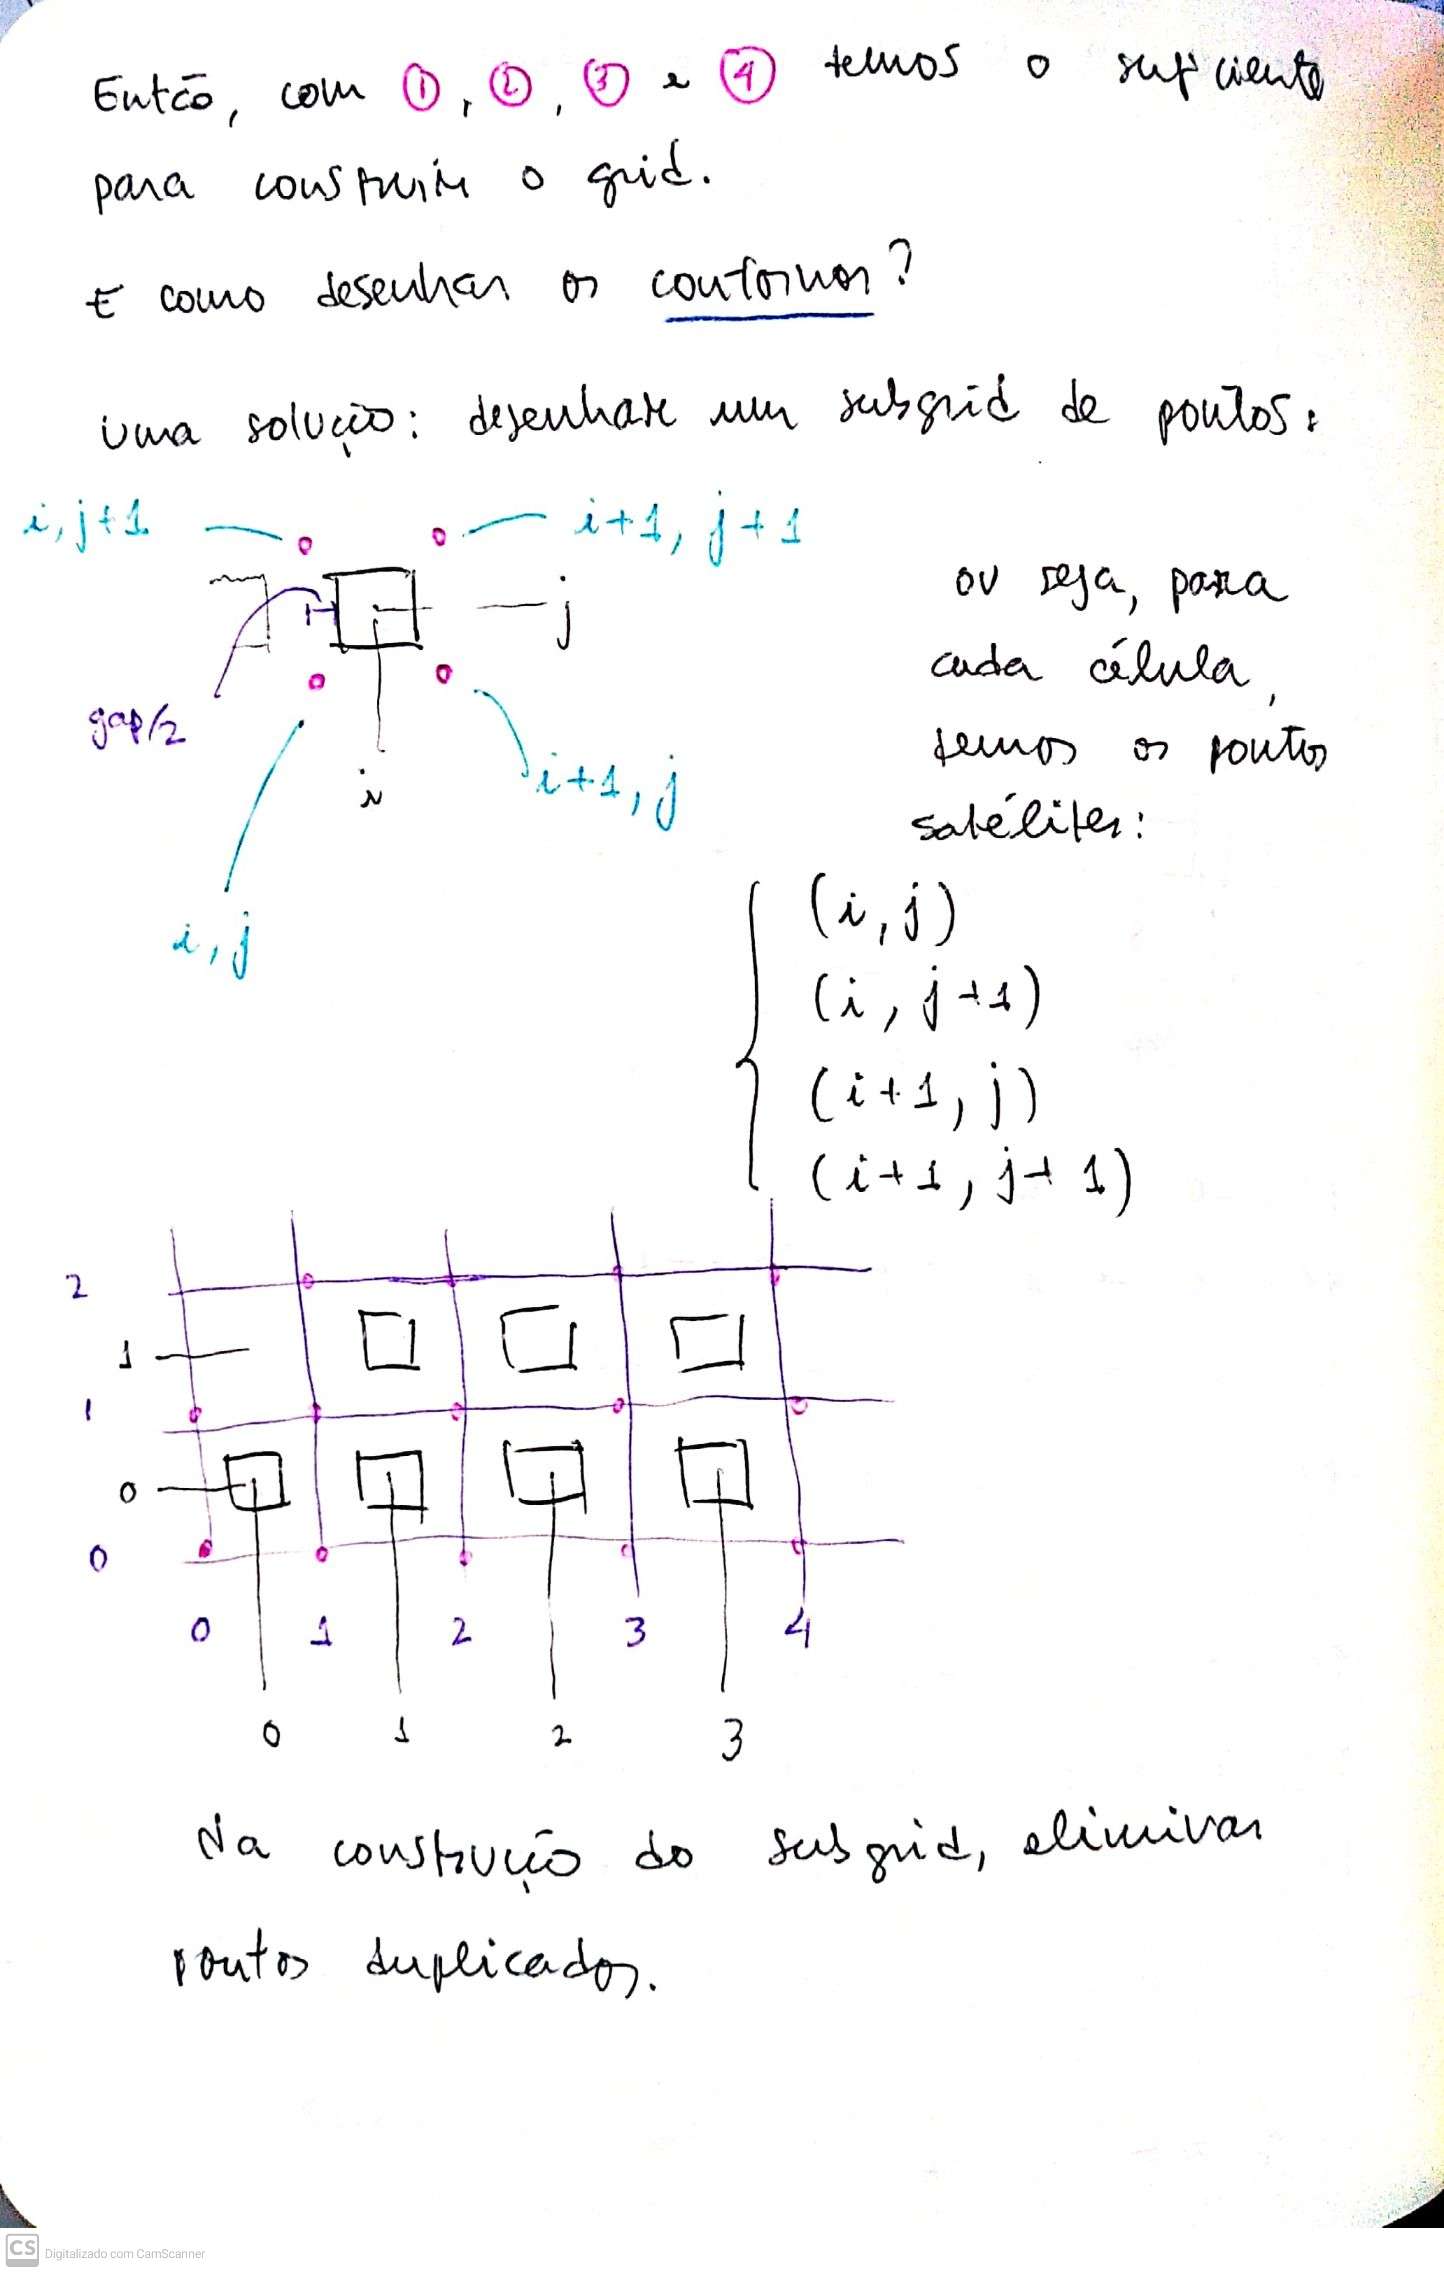 Então, com ①, ②, ③ e ④ temos o suficiente
para construir o grid.
E como desenhar os contornos?
Uma solução: desenhar um subgrid de pontos:
i, j+1
i+1, j+1
j
gap/2
i
i+1, j
i, j
ou seja, para
cada célula,
temos os pontos
satélites:
(i, j)
(i, j+1)
(i+1, j)
(i+1, j+1)
2
1
1
0
0
0 1 2 3 4
0 1 2 3
Na construção do subgrid, eliminar
pontos duplicados.
CS Digitalizado com CamScanner